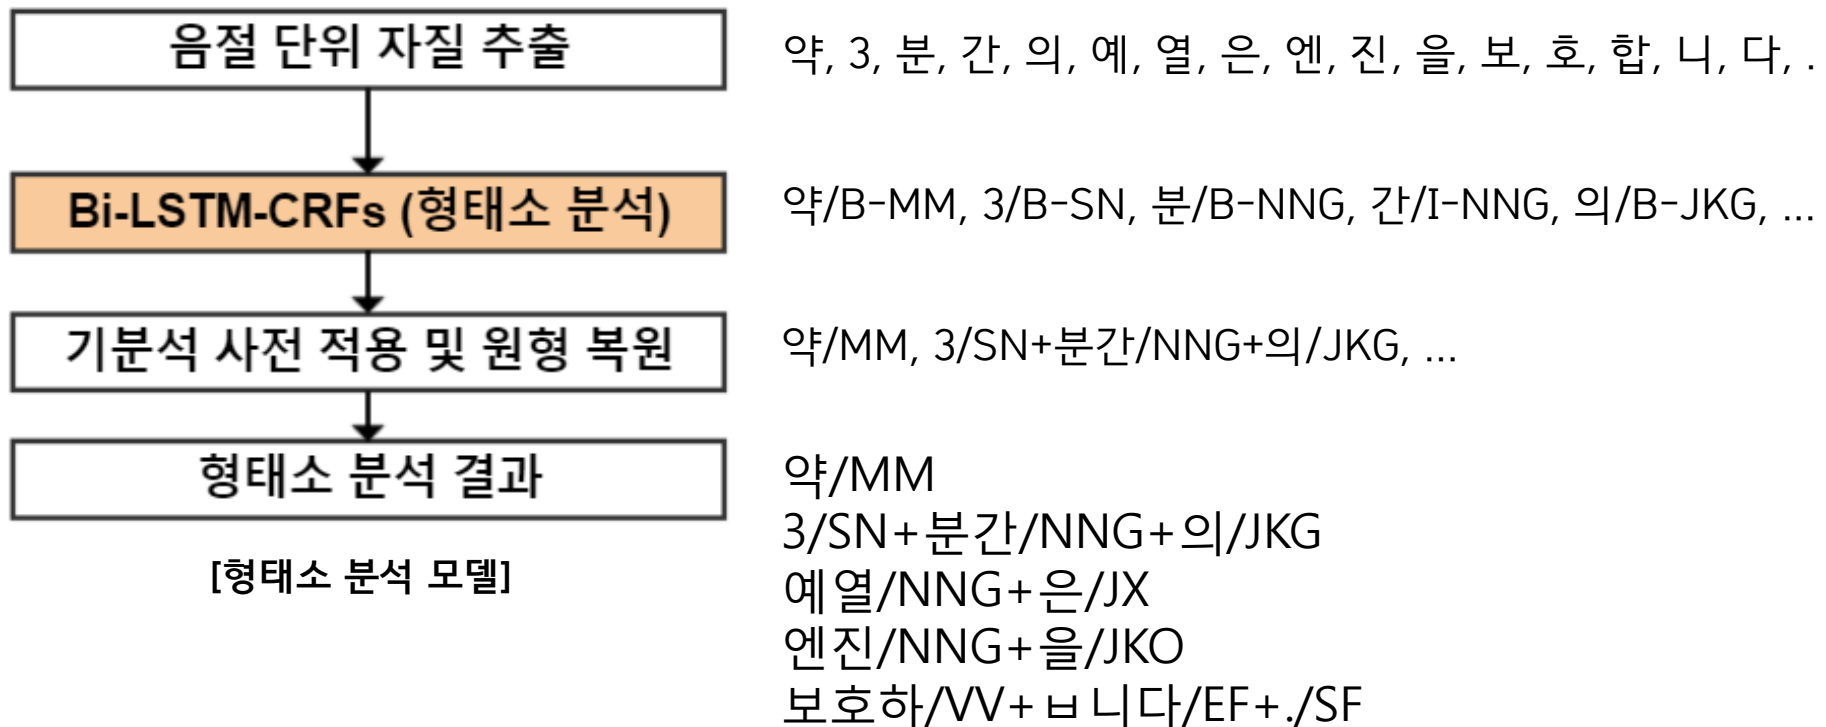 음절 단위 자질 추출
약, 3, 분, 간, 의, 예, 열, 은, 엔, 진, 을, 보, 호, 합, 니, 다, .
Bi-LSTM-CRFs (형태소 분석)
약/B-MM, 3/B-SN, 분/B-NNG, 간/I-NNG, 의/B-JKG, ...
기분석 사전 적용 및 원형 복원
약/MM, 3/SN+분간/NNG+의/JKG, ...
형태소 분석 결과
약/MM
3/SN+분간/NNG+의/JKG
예열/NNG+은/JX
엔진/NNG+을/JKO
보호하/VV+ㅂ니다/EF+./SF
[형태소 분석 모델]